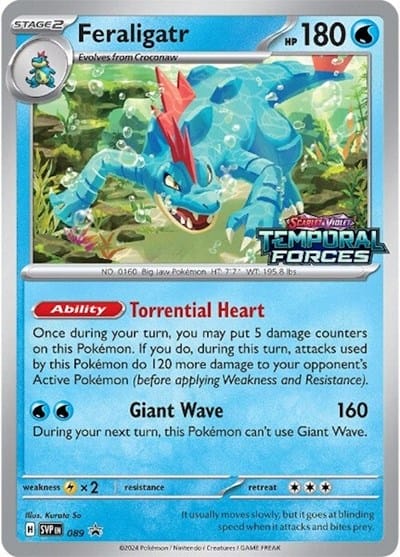 STAGE 2
Feraligatr
HP 180
Evolves from Croconaw
SCARLET & VIOLET
TEMPORAL
FORCES
NO. 0160 Big Jaw Pokémon HT: 7'7" WT: 195.8 lbs
Ability Torrential Heart
Once during your turn, you may put 5 damage counters
on this Pokémon. If you do, during this turn, attacks used
by this Pokémon do 120 more damage to your opponent's
Active Pokémon (before applying Weakness and Resistance).
Giant Wave 160
During your next turn, this Pokémon can't use Giant Wave.
weakness ×2 resistance retreat
Illus. Kurata So
H SVP EN 089
It usually moves slowly, but it goes at blinding
speed when it attacks and bites prey.
©2024 Pokémon / Nintendo / Creatures / GAME FREAK